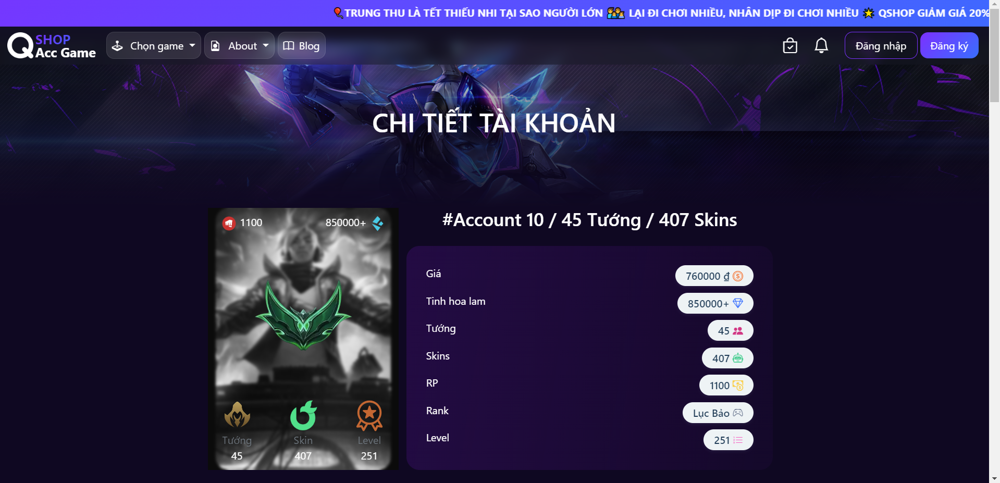 🎈TRUNG THU LÀ TẾT THIẾU NHI TẠI SAO NGƯỜI LỚN 👨‍👩‍👦 LẠI ĐI CHƠI NHIỀU, NHÂN DỊP ĐI CHƠI NHIỀU 🌟 QSHOP GIẢM GIÁ 20%
Q SHOP
Acc Game
Chọn game
About
Blog
Đăng nhập
Đăng ký
CHI TIẾT TÀI KHOẢN
1100
850000+
Tướng
45
Skin
407
Level
251
#Account 10 / 45 Tướng / 407 Skins
Giá 760000 ₫
Tinh hoa lam 850000+
Tướng 45
Skins 407
RP 1100
Rank Lục Bảo
Level 251